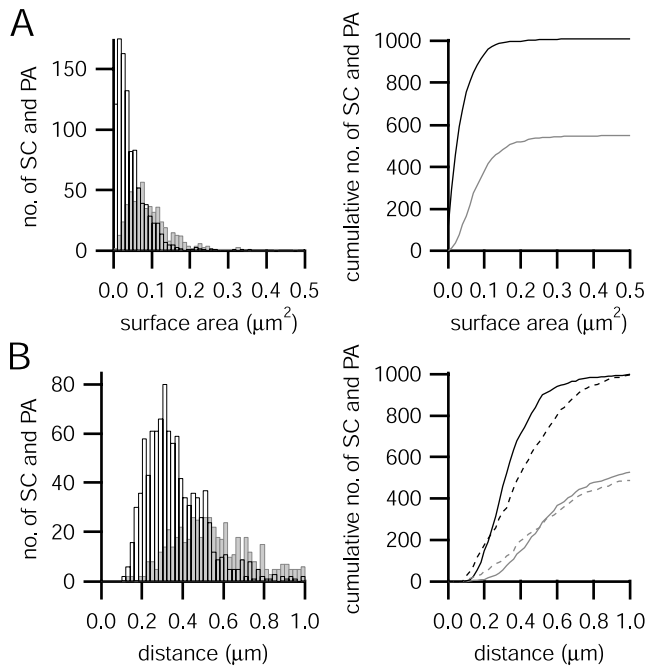 A
no. of SC and PA
150
100
50
0
0.0 0.1 0.2 0.3 0.4 0.5
surface area (μm²)
cumulative no. of SC and PA
1000
800
600
400
200
0
0.0 0.1 0.2 0.3 0.4 0.5
surface area (μm²)
B
no. of SC and PA
80
60
40
20
0
0.0 0.2 0.4 0.6 0.8 1.0
distance (μm)
cumulative no. of SC and PA
1000
800
600
400
200
0
0.0 0.2 0.4 0.6 0.8 1.0
distance (μm)